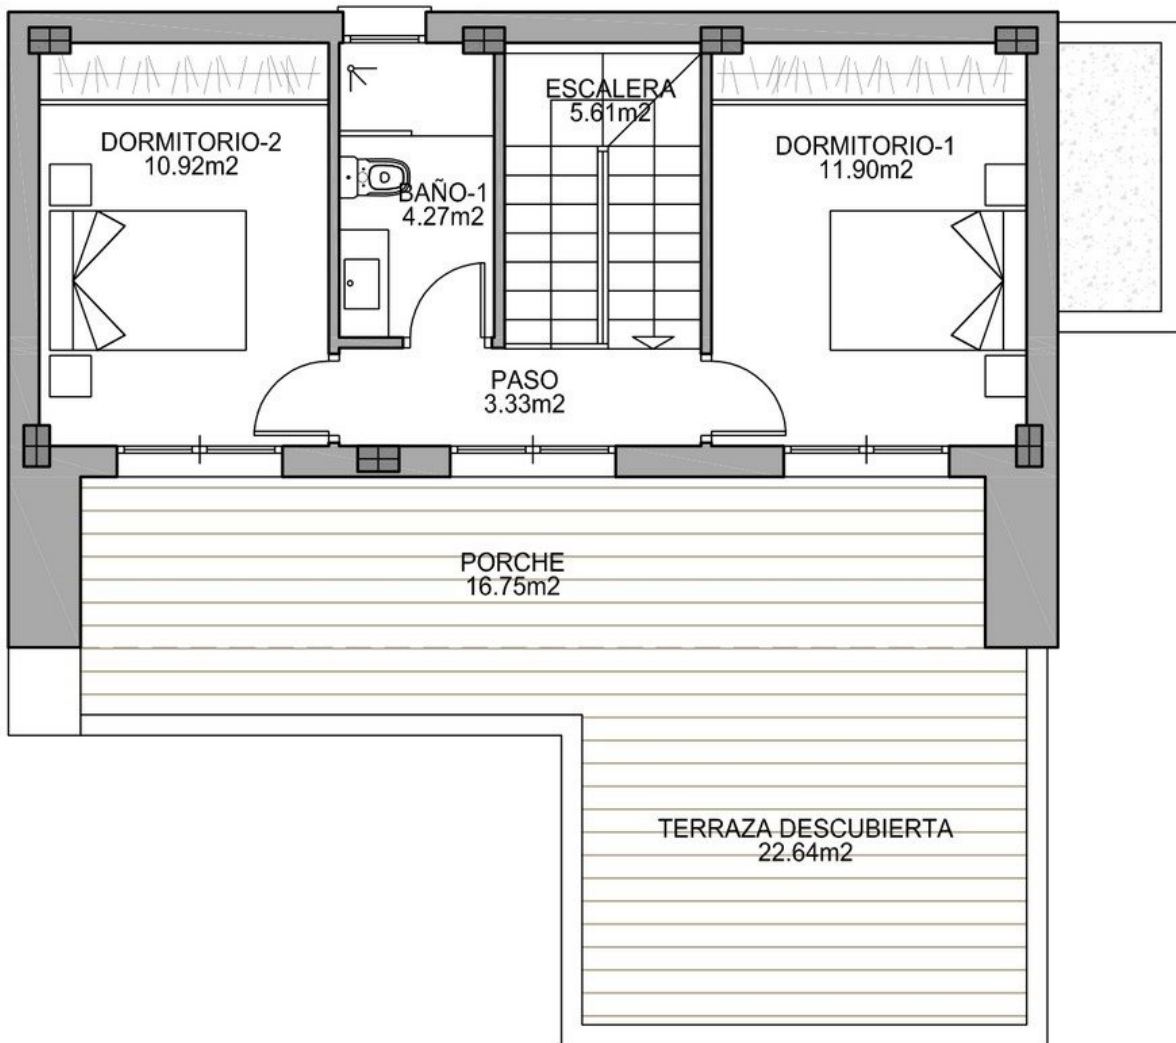 ESCALERA
5.61m2
DORMITORIO-2
10.92m2
DORMITORIO-1
11.90m2
BAÑO-1
4.27m2
PASO
3.33m2
PORCHE
16.75m2
TERRAZA DESCUBIERTA
22.64m2